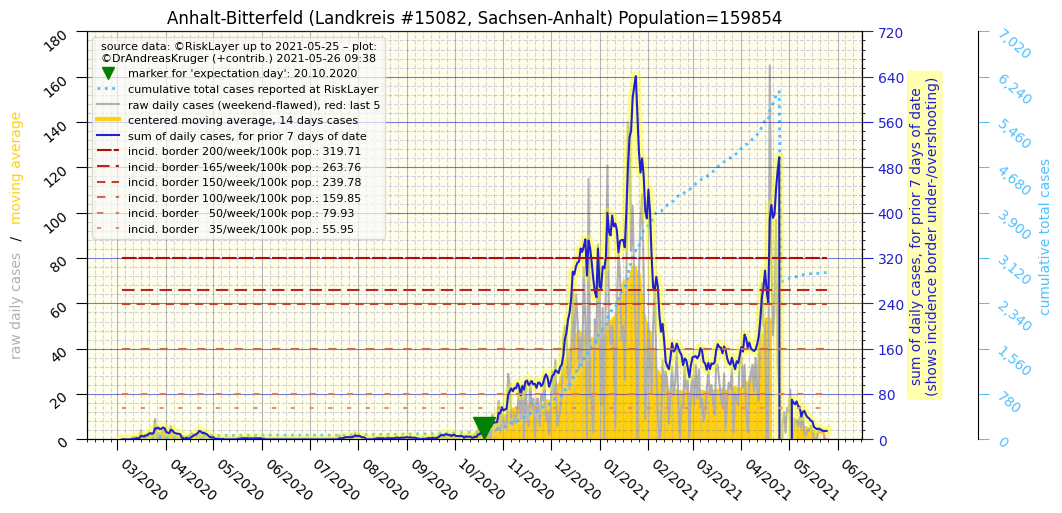 Anhalt-Bitterfeld (Landkreis #15082, Sachsen-Anhalt) Population=159854
source data: ©RiskLayer up to 2021-05-25 – plot:
©DrAndreasKruger (+contrib.) 2021-05-26 09:38
marker for 'expectation day': 20.10.2020
cumulative total cases reported at RiskLayer
raw daily cases (weekend-flawed), red: last 5
centered moving average, 14 days cases
sum of daily cases, for prior 7 days of date
incid. border 200/week/100k pop.: 319.71
incid. border 165/week/100k pop.: 263.76
incid. border 150/week/100k pop.: 239.78
incid. border 100/week/100k pop.: 159.85
incid. border 50/week/100k pop.: 79.93
incid. border 35/week/100k pop.: 55.95
raw daily cases / moving average
180
160
140
120
100
80
60
40
20
0
03/2020
04/2020
05/2020
06/2020
07/2020
08/2020
09/2020
10/2020
11/2020
12/2020
01/2021
02/2021
03/2021
04/2021
05/2021
06/2021
720
640
560
480
400
320
240
160
80
0
sum of daily cases, for prior 7 days of date
(shows incidence border under-/overshooting)
7,020
6,240
5,460
4,680
3,900
3,120
2,340
1,560
780
0
cumulative total cases